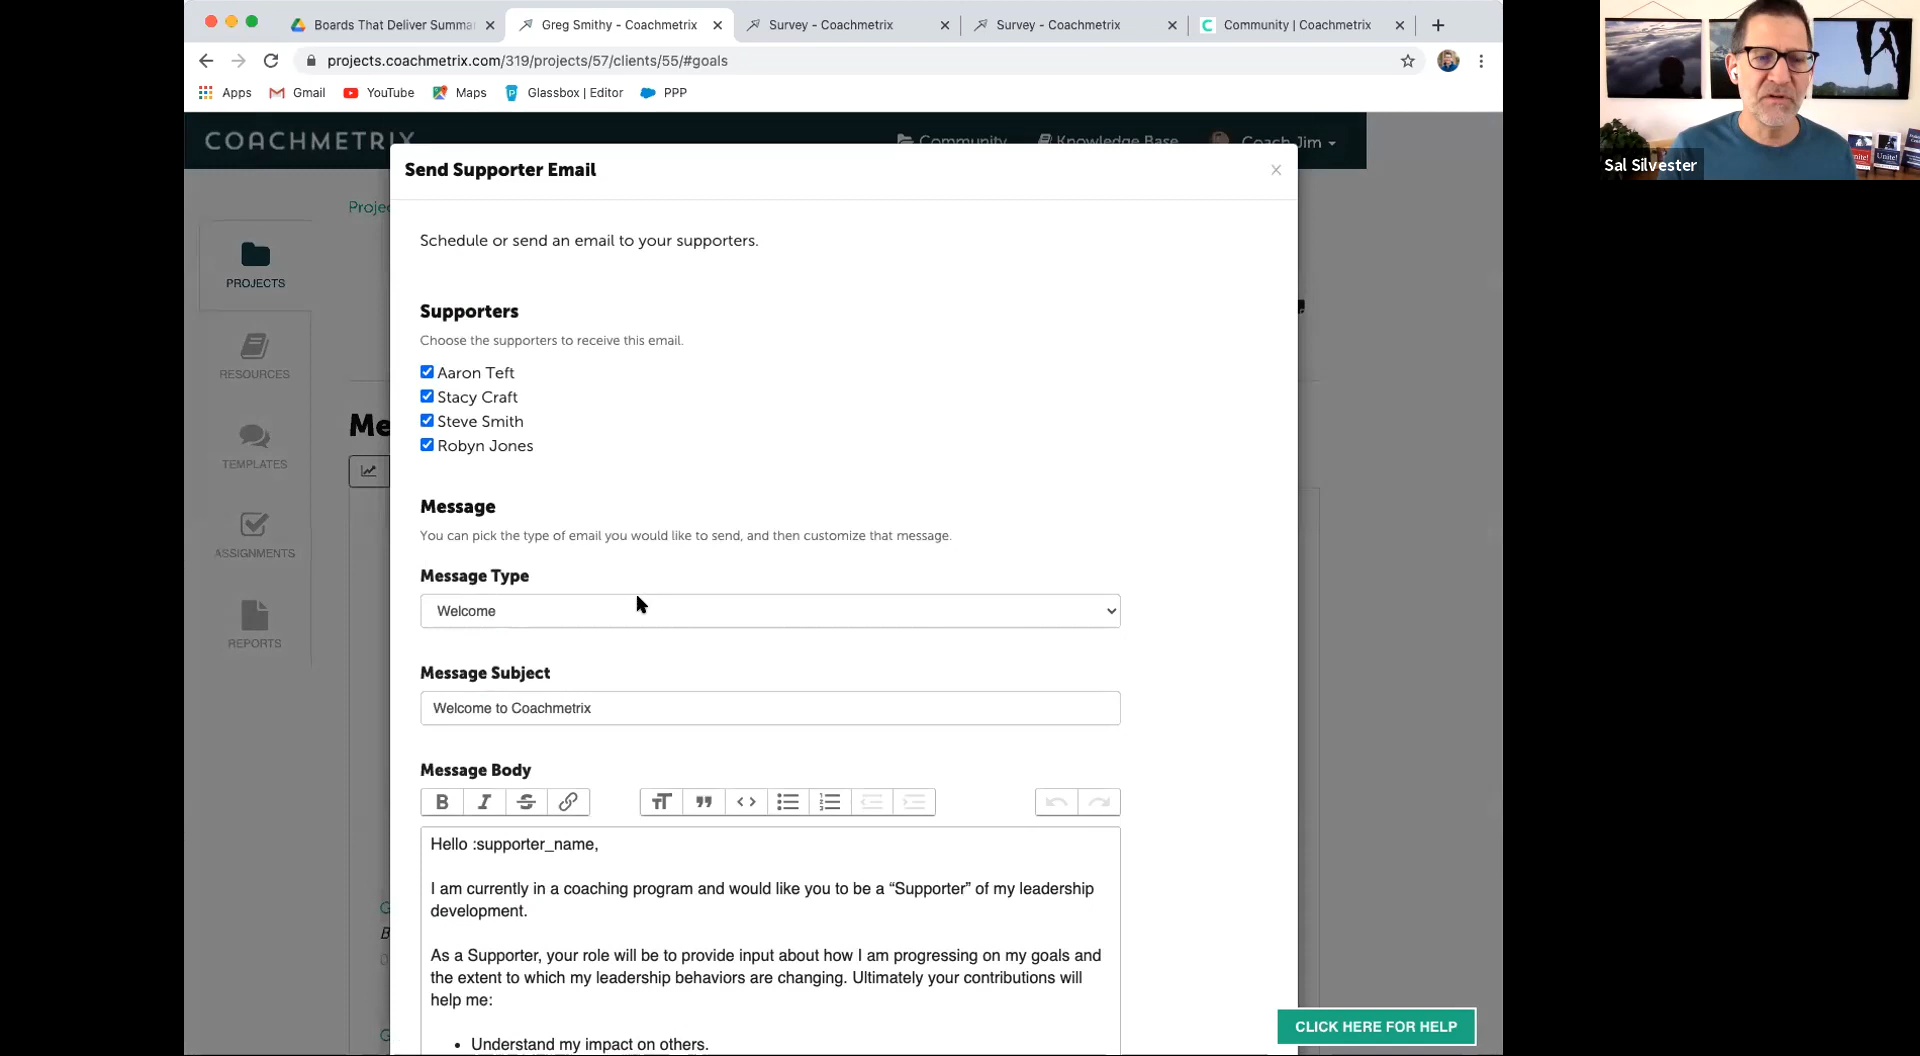 Boards That Deliver Summa
Greg Smithy - Coachmetrix
Survey - Coachmetrix
Survey - Coachmetrix
Community | Coachmetrix
projects.coachmetrix.com/319/projects/57/clients/55/#goals
Apps
Gmail
YouTube
Maps
Glassbox | Editor
PPP
COACHMETRIX
Community
Knowledge Base
Coach Jim
Send Supporter Email
Projec
Schedule or send an email to your supporters.
PROJECTS
RESOURCES
TEMPLATES
ASSIGNMENTS
REPORTS
Me
Supporters
Choose the supporters to receive this email.
Aaron Teft
Stacy Craft
Steve Smith
Robyn Jones
Message
You can pick the type of email you would like to send, and then customize that message.
Message Type
Welcome
Message Subject
Welcome to Coachmetrix
Message Body
Hello :supporter_name,
I am currently in a coaching program and would like you to be a “Supporter” of my leadership
development.
As a Supporter, your role will be to provide input about how I am progressing on my goals and
the extent to which my leadership behaviors are changing. Ultimately your contributions will
help me:
• Understand my impact on others.
CLICK HERE FOR HELP
Sal Silvester
Unite!